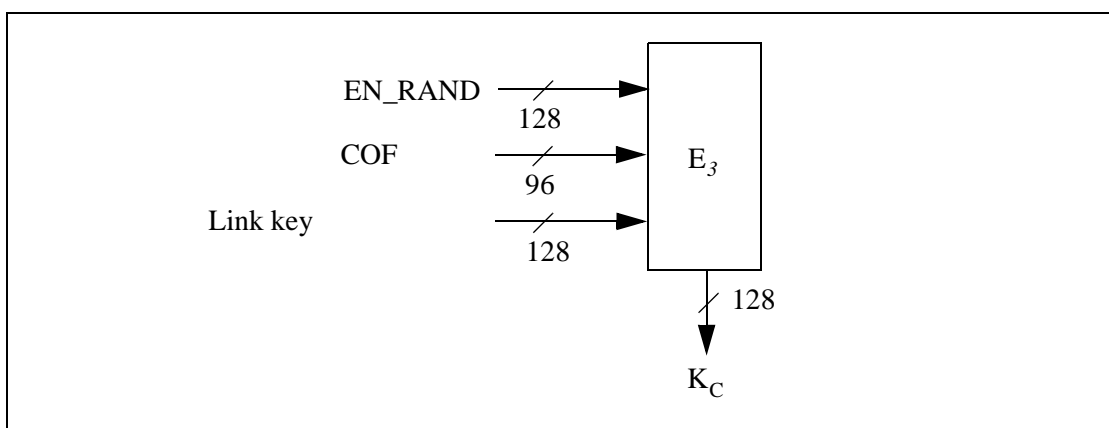 EN_RAND
128
COF
96
E3
Link key
128
128
KC